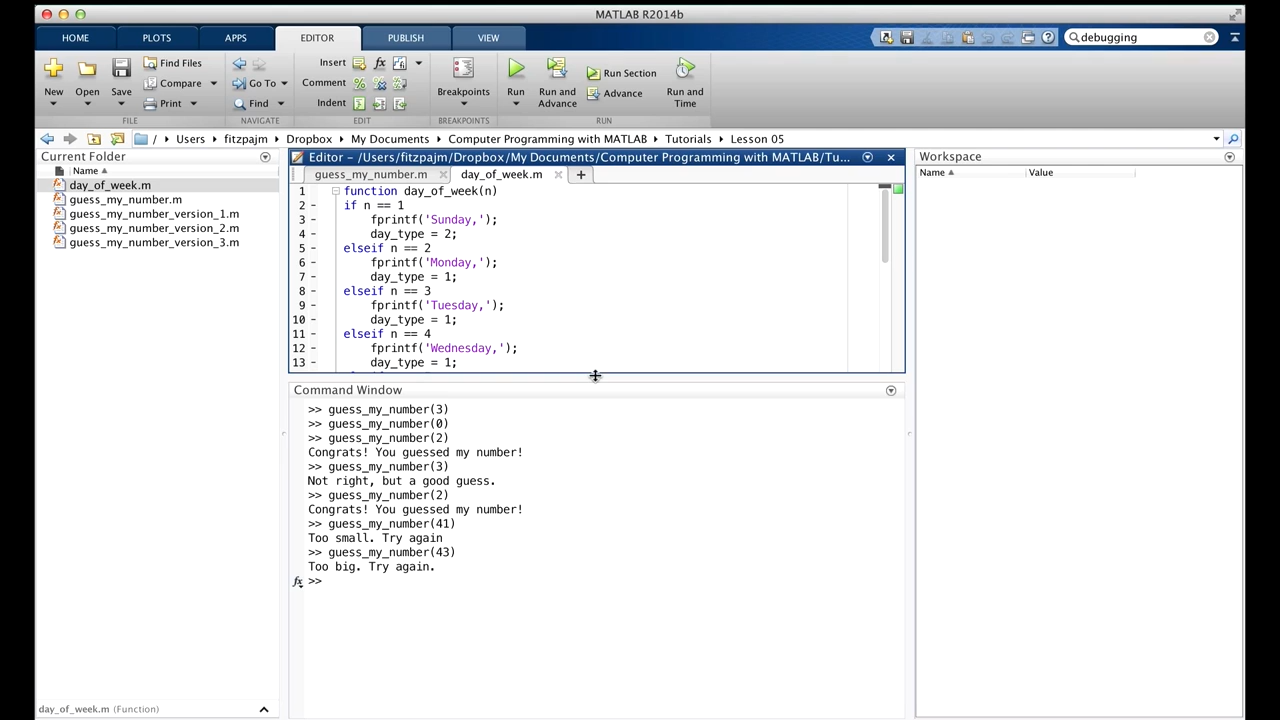 MATLAB R2014b
HOME PLOTS APPS EDITOR PUBLISH VIEW debugging
New Open Save Find Files Compare Print
FILE
Go To Find
NAVIGATE
Insert fx
Comment %
Indent
EDIT
Breakpoints
BREAKPOINTS
Run Run and Advance Run Section Advance Run and Time
RUN
/ Users fitzpajm Dropbox My Documents Computer Programming with MATLAB Tutorials Lesson 05
Current Folder
Name
day_of_week.m
guess_my_number.m
guess_my_number_version_1.m
guess_my_number_version_2.m
guess_my_number_version_3.m
day_of_week.m (Function)
Editor - /Users/fitzpajm/Dropbox/My Documents/Computer Programming with MATLAB/Tu...
guess_my_number.m day_of_week.m +
1 function day_of_week(n)
2 - if n == 1
3 - fprintf('Sunday,');
4 - day_type = 2;
5 - elseif n == 2
6 - fprintf('Monday,');
7 - day_type = 1;
8 - elseif n == 3
9 - fprintf('Tuesday,');
10 - day_type = 1;
11 - elseif n == 4
12 - fprintf('Wednesday,');
13 - day_type = 1;
Command Window
>> guess_my_number(3)
>> guess_my_number(0)
>> guess_my_number(2)
Congrats! You guessed my number!
>> guess_my_number(3)
Not right, but a good guess.
>> guess_my_number(2)
Congrats! You guessed my number!
>> guess_my_number(41)
Too small. Try again
>> guess_my_number(43)
Too big. Try again.
fx >>
Workspace
Name Value